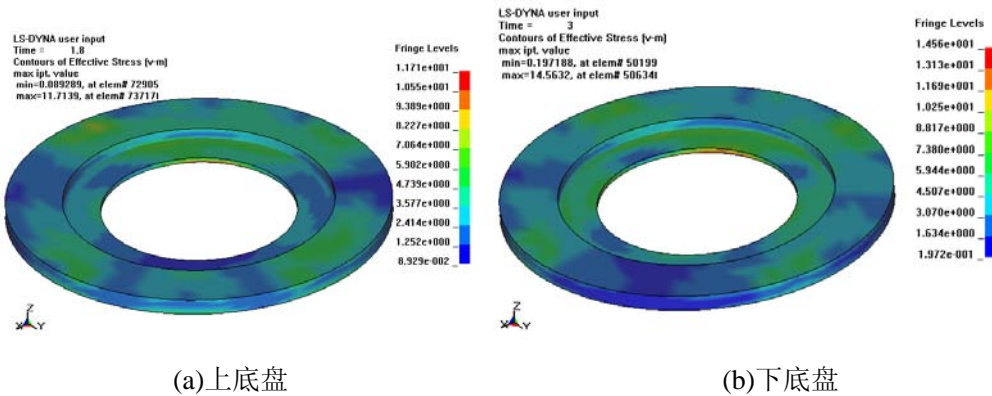 LS-DYNA user input
Time = 1.8
Contours of Effective Stress (v-m)
max ipt. value
min=0.089289, at elem# 72905
max=11.7139, at elem# 73717
Fringe Levels
1.171e+001
1.055e+001
9.389e+000
8.227e+000
7.064e+000
5.902e+000
4.739e+000
3.577e+000
2.414e+000
1.252e+000
8.929e-002
Z
X Y
(a)上底盘
LS-DYNA user input
Time = 3
Contours of Effective Stress (v-m)
max ipt. value
min=0.197188, at elem# 50199
max=14.5632, at elem# 50634
Fringe Levels
1.456e+001
1.313e+001
1.169e+001
1.025e+001
8.817e+000
7.380e+000
5.944e+000
4.507e+000
3.070e+000
1.634e+000
1.972e-001
Z
X Y
(b)下底盘